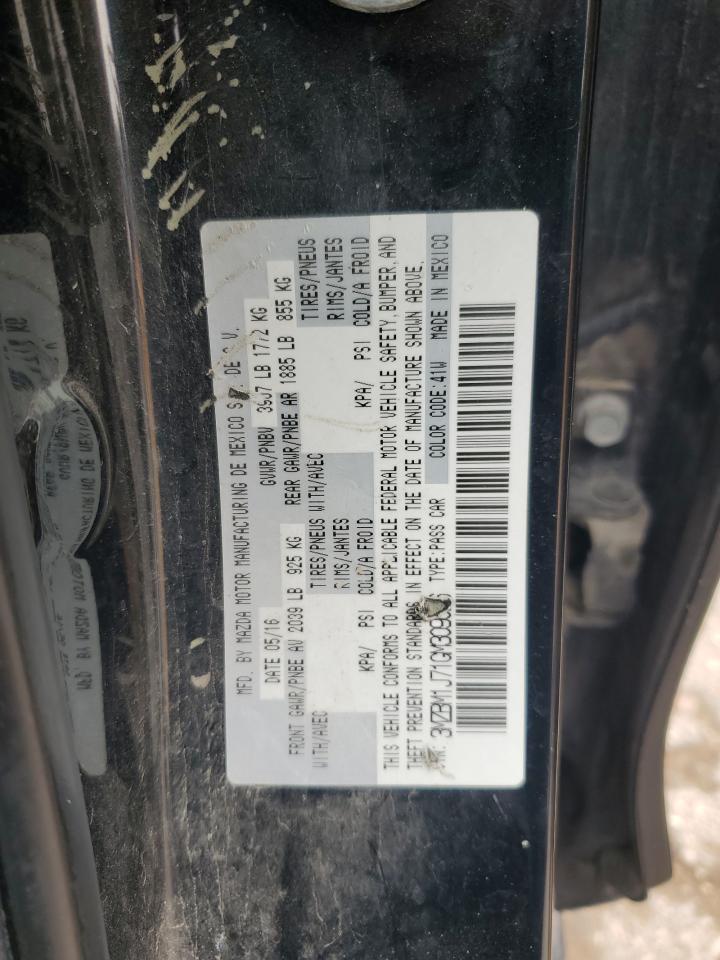 MFD. BY MAZDA MOTOR MANUFACTURING DE MEXICO S. DE V.
DATE 05/16 GVWR/PNBV LB 1772 KG
FRONT GAWR/PNBE AV 2039 LB 925 KG REAR GAWR/PNBE AR 1885 LB 855 KG
WITH/AVEC TIRES/PNEUS WITH/AVEC TIRES/PNEUS
RIMS/JANTES RIMS/JANTES
KPA/ PSI COLD/A FROID KPA/ PSI COLD/A FROID
THIS VEHICLE CONFORMS TO ALL APPLICABLE FEDERAL MOTOR VEHICLE SAFETY, BUMPER, AND
THEFT PREVENTION STANDARDS IN EFFECT ON THE DATE OF MANUFACTURE SHOWN ABOVE.
TYPE:PASS CAR COLOR CODE:41W MADE IN MEXICO